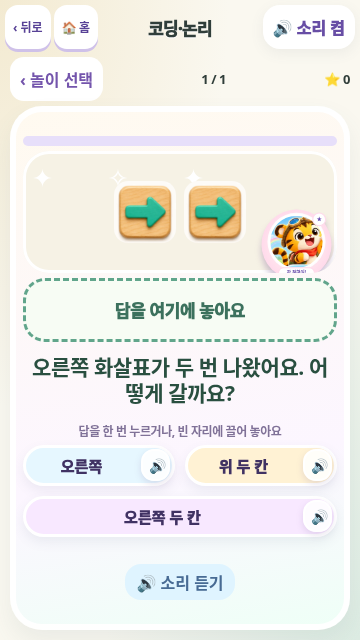 ‹ 뒤로
🏠 홈
코딩·논리
🔊 소리 켬
‹ 놀이 선택
1 / 1
⭐ 0
답을 여기에 놓아요
오른쪽 화살표가 두 번 나왔어요. 어
떻게 갈까요?
답을 한 번 누르거나, 빈 자리에 끌어 놓아요
오른쪽 🔊
위 두 칸 🔊
오른쪽 두 칸 🔊
🔊 소리 듣기